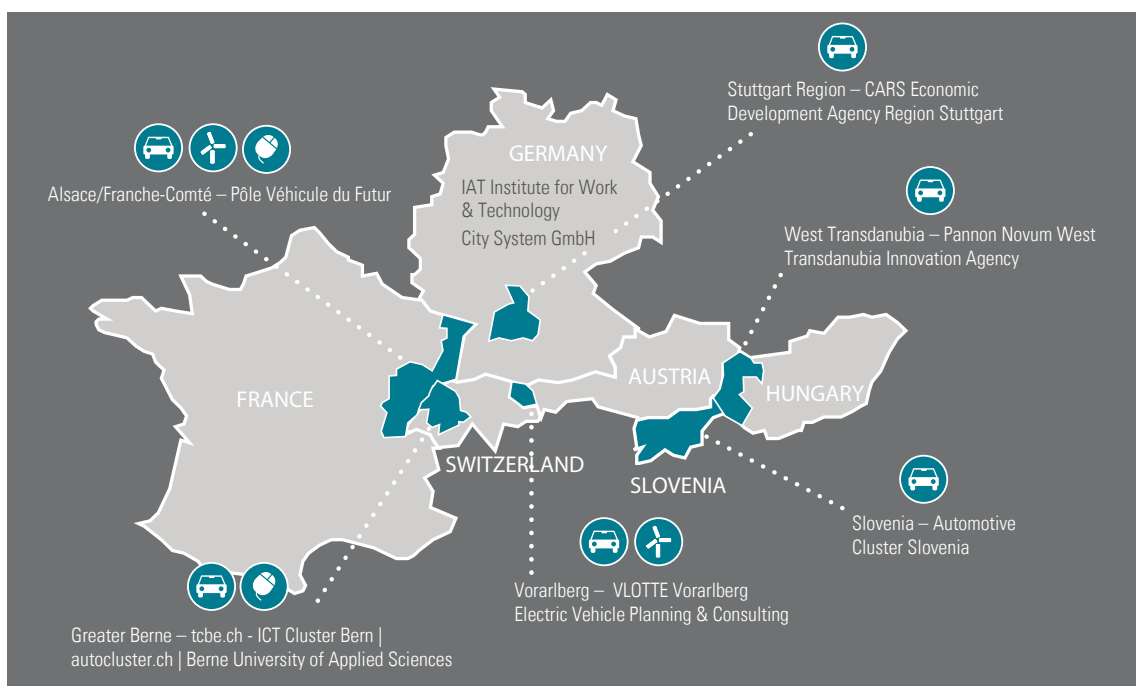 Stuttgart Region – CARS Economic
Development Agency Region Stuttgart
GERMANY
IAT Institute for Work
& Technology
City System GmbH
Alsace/Franche-Comté – Pôle Véhicule du Futur
West Transdanubia – Pannon Novum West
Transdanubia Innovation Agency
FRANCE
AUSTRIA
HUNGARY
SWITZERLAND
SLOVENIA
Slovenia – Automotive
Cluster Slovenia
Vorarlberg – VLOTTE Vorarlberg
Electric Vehicle Planning & Consulting
Greater Berne – tcbe.ch - ICT Cluster Bern |
autocluster.ch | Berne University of Applied Sciences